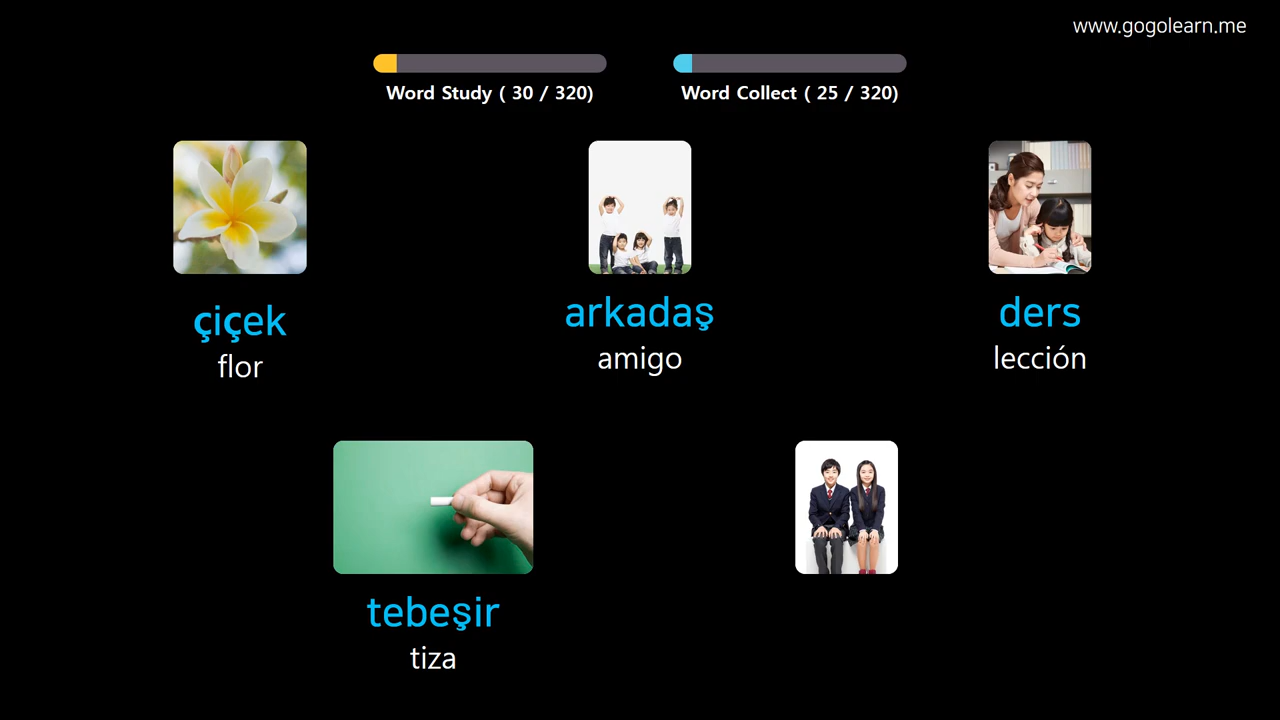 www.gogolearn.me
Word Study ( 30 / 320)
Word Collect ( 25 / 320)
çiçek
flor
arkadaş
amigo
ders
lección
tebeşir
tiza